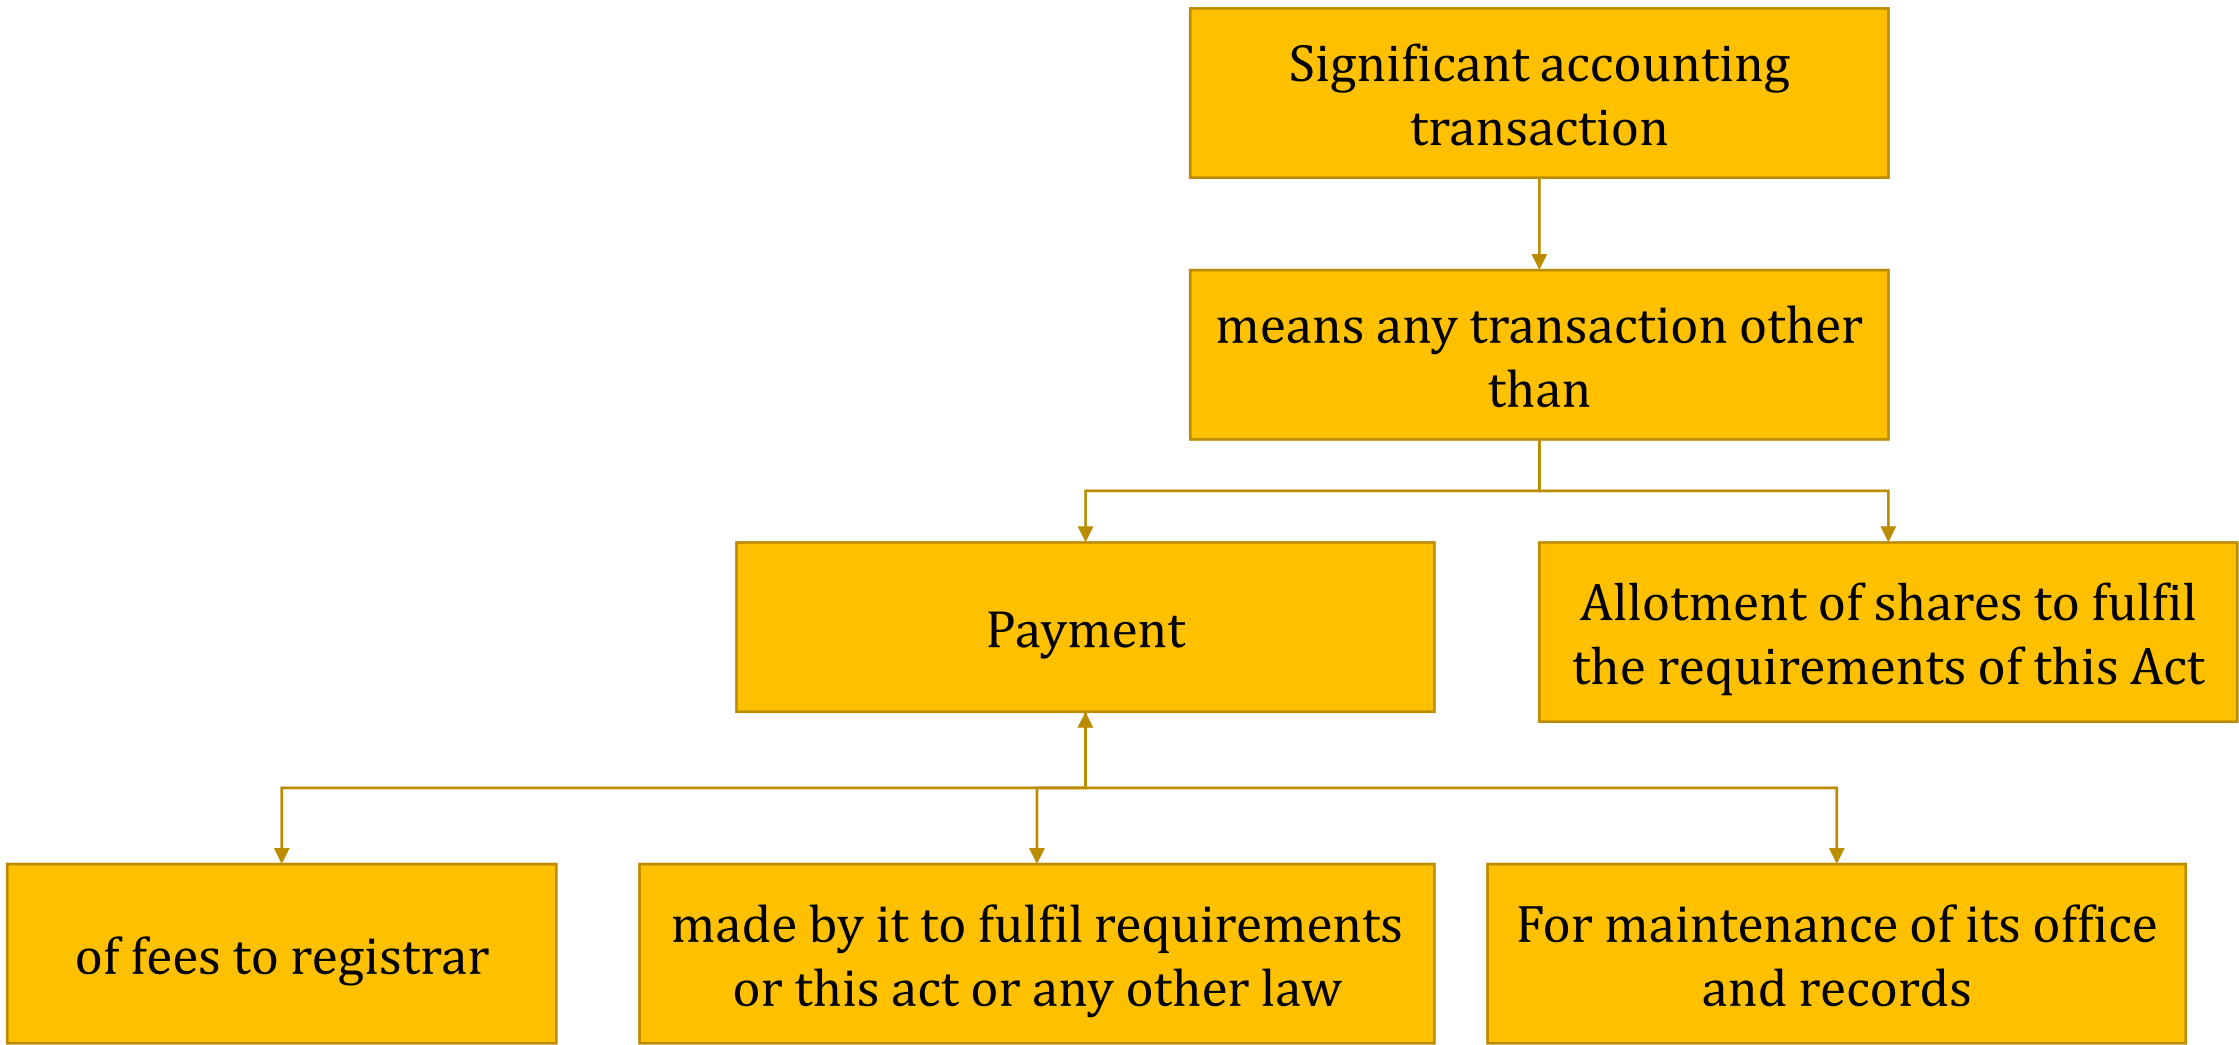 Significant accounting
transaction
means any transaction other
than
Payment
Allotment of shares to fulfil
the requirements of this Act
of fees to registrar
made by it to fulfil requirements
or this act or any other law
For maintenance of its office
and records